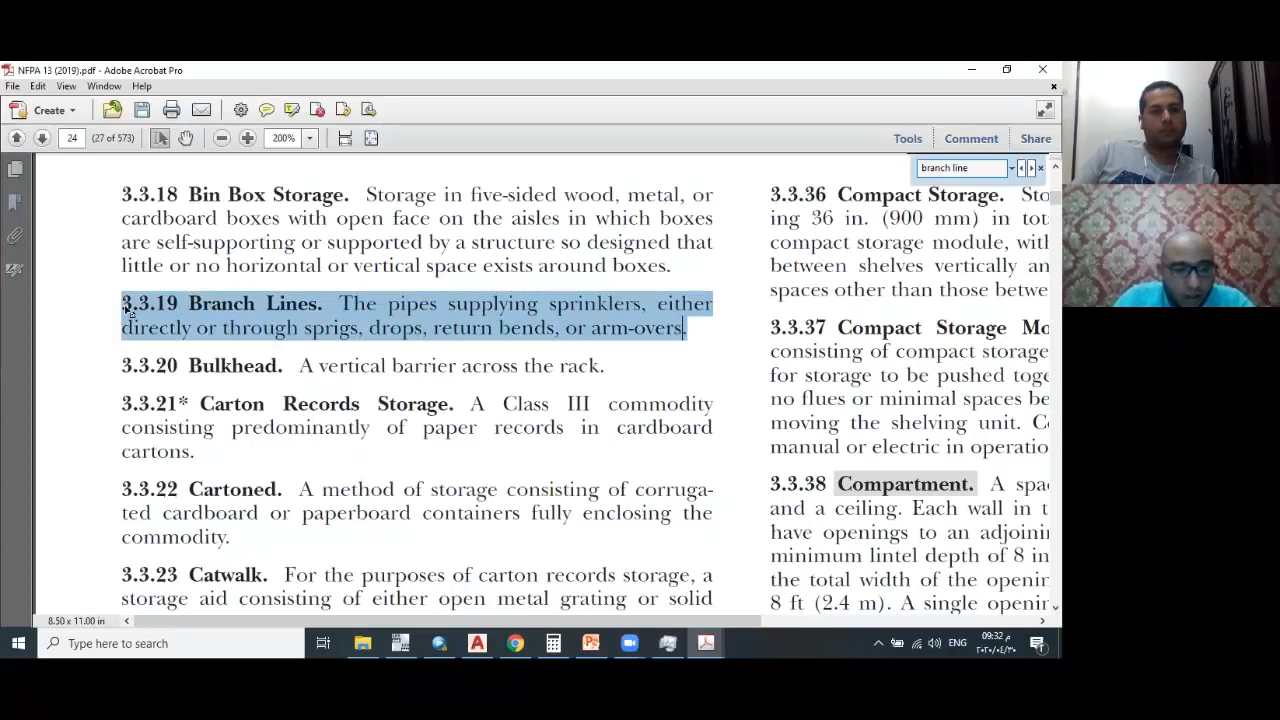 NFPA 13 (2019).pdf - Adobe Acrobat Pro
File Edit View Window Help
Create
24 (27 of 573) 200% Tools Comment Share
branch line
3.3.18 Bin Box Storage. Storage in five-sided wood, metal, or
cardboard boxes with open face on the aisles in which boxes
are self-supporting or supported by a structure so designed that
little or no horizontal or vertical space exists around boxes.
3.3.19 Branch Lines. The pipes supplying sprinklers, either
directly or through sprigs, drops, return bends, or arm-overs.
3.3.20 Bulkhead. A vertical barrier across the rack.
3.3.21* Carton Records Storage. A Class III commodity
consisting predominantly of paper records in cardboard
cartons.
3.3.22 Cartoned. A method of storage consisting of corruga-
ted cardboard or paperboard containers fully enclosing the
commodity.
3.3.23 Catwalk. For the purposes of carton records storage, a
storage aid consisting of either open metal grating or solid
3.3.36 Compact Storage. Sto
ing 36 in. (900 mm) in tot
compact storage module, with
between shelves vertically an
spaces other than those betwe
3.3.37 Compact Storage Mo
consisting of compact storage
for storage to be pushed toge
no flues or minimal spaces be
moving the shelving unit. Co
manual or electric in operatio
3.3.38 Compartment. A spac
and a ceiling. Each wall in t
have openings to an adjoinin
minimum lintel depth of 8 in
the total width of the openin
8 ft (2.4 m). A single openin
8.50 x 11.00 in
Type here to search
ENG
09:32 م
٢٠٢٠/٠٤/٣٠